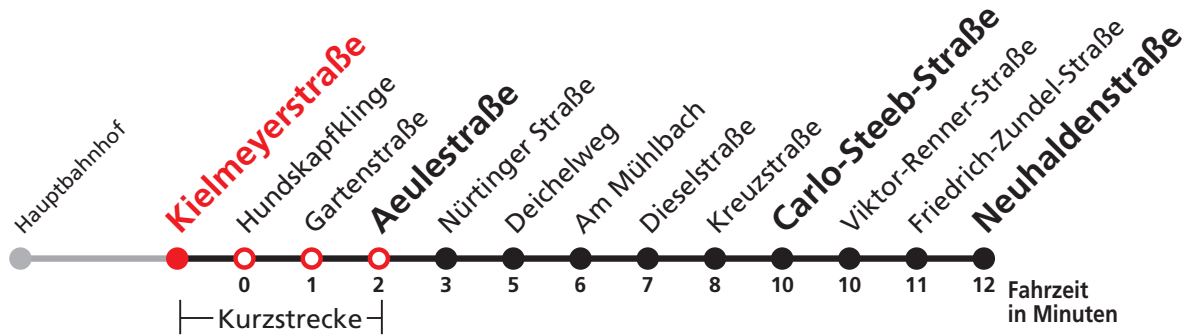 Hauptbahnhof
Kielmeyerstraße
Hundskapfklinge
Gartenstraße
Aeulestraße
Nürtinger Straße
Deichelweg
Am Mühlbach
Dieselstraße
Kreuzstraße
Carlo-Steeb-Straße
Viktor-Renner-Straße
Friedrich-Zundel-Straße
Neuhaldenstraße
0 1 2 3 5 6 7 8 10 10 11 12
Fahrzeit
in Minuten
Kurzstrecke